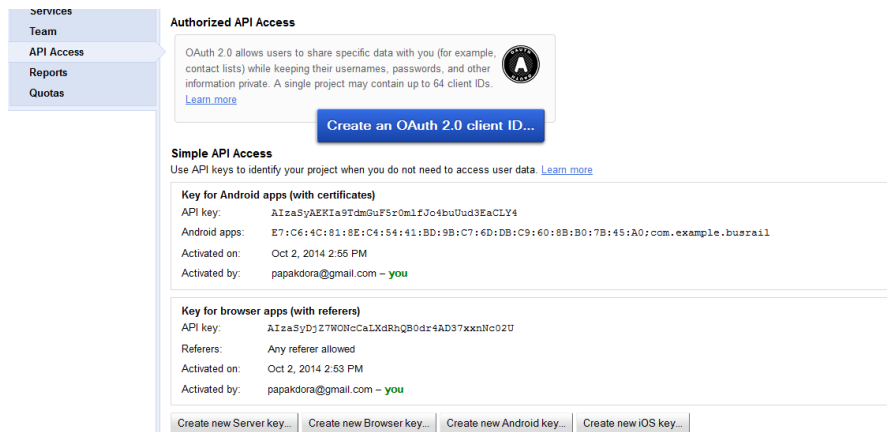 Services
Team
API Access
Reports
Quotas
Authorized API Access
OAuth 2.0 allows users to share specific data with you (for example,
contact lists) while keeping their usernames, passwords, and other
information private. A single project may contain up to 64 client IDs.
Learn more
Create an OAuth 2.0 client ID...
Simple API Access
Use API keys to identify your project when you do not need to access user data. Learn more
Key for Android apps (with certificates)
API key: AIzaSyAEKIa9TdmGuF5r0mlfJo4buUud3EaCLY4
Android apps: E7:C6:4C:81:8E:C4:54:41:BD:9B:C7:6D:DB:C9:60:8B:B0:7B:45:A0;com.example.busrail
Activated on: Oct 2, 2014 2:55 PM
Activated by: papakdora@gmail.com – you
Key for browser apps (with referers)
API key: AIzaSyDjZ7WONcCaLXdRhQB0dr4AD37xxnNc02U
Referers: Any referer allowed
Activated on: Oct 2, 2014 2:53 PM
Activated by: papakdora@gmail.com – you
Create new Server key... Create new Browser key... Create new Android key... Create new iOS key...